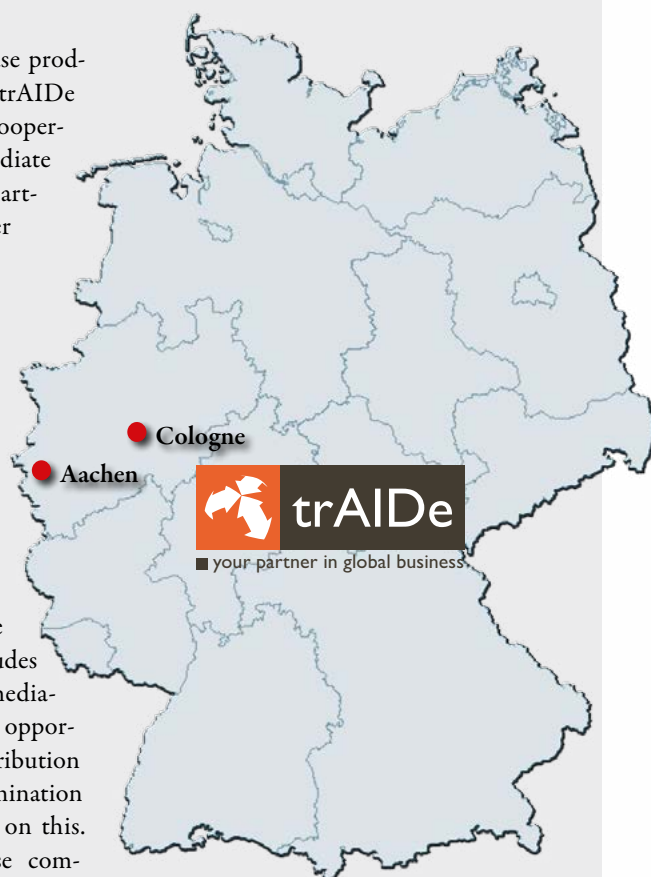 se prod-
trAIDe
ooper-
diate
art-
er
Cologne
Aachen
trAIDe
your partner in global business
e
udes
media-
oppor-
ribution
mination
on this.
se com-